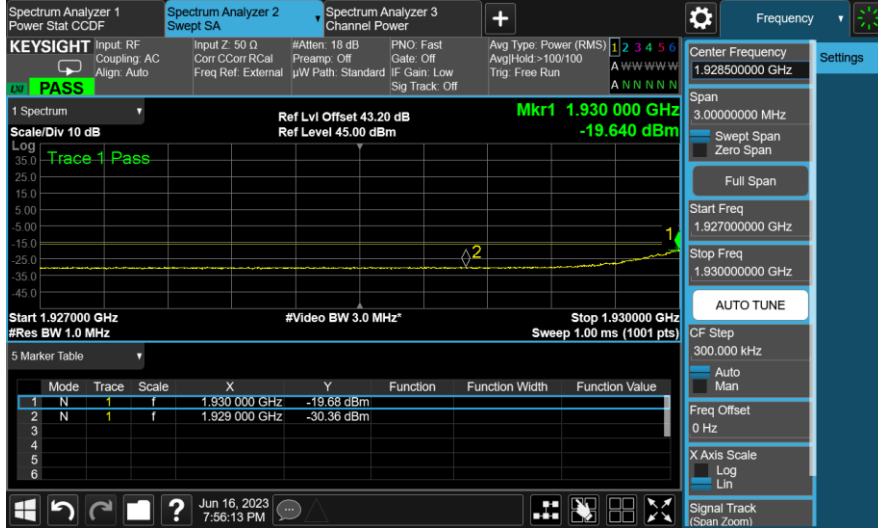 Spectrum Analyzer 1
Power Stat CCDF
Spectrum Analyzer 2
Swept SA
Spectrum Analyzer 3
Channel Power
Frequency
KEYSIGHT
LXI
PASS
Input: RF
Coupling: AC
Align: Auto
Input Z: 50 Ω
Corr CCorr RCal
Freq Ref: External
#Atten: 18 dB
Preamp: Off
µW Path: Standard
PNO: Fast
Gate: Off
IF Gain: Low
Sig Track: Off
Avg Type: Power (RMS)
Avg|Hold:>100/100
Trig: Free Run
1 2 3 4 5 6
A W W W W W
A N N N N N
Center Frequency
1.928500000 GHz
Settings
Span
3.00000000 MHz
Swept Span
Zero Span
Full Span
Start Freq
1.927000000 GHz
Stop Freq
1.930000000 GHz
AUTO TUNE
CF Step
300.000 kHz
Auto
Man
Freq Offset
0 Hz
X Axis Scale
Log
Lin
Signal Track
(Span Zoom)
1 Spectrum
Scale/Div 10 dB
Ref Lvl Offset 43.20 dB
Ref Level 45.00 dBm
Mkr1 1.930 000 GHz
-19.640 dBm
Log
Trace 1 Pass
35.0
25.0
15.0
5.00
-5.00
-15.0
-25.0
-35.0
-45.0
1
2
Start 1.927000 GHz
#Res BW 1.0 MHz
#Video BW 3.0 MHz*
Stop 1.930000 GHz
Sweep 1.00 ms (1001 pts)
5 Marker Table
Mode Trace Scale X Y Function Function Width Function Value
1 N 1 f 1.930 000 GHz -19.68 dBm
2 N 1 f 1.929 000 GHz -30.36 dBm
3
4
5
6
?
Jun 16, 2023
7:56:13 PM